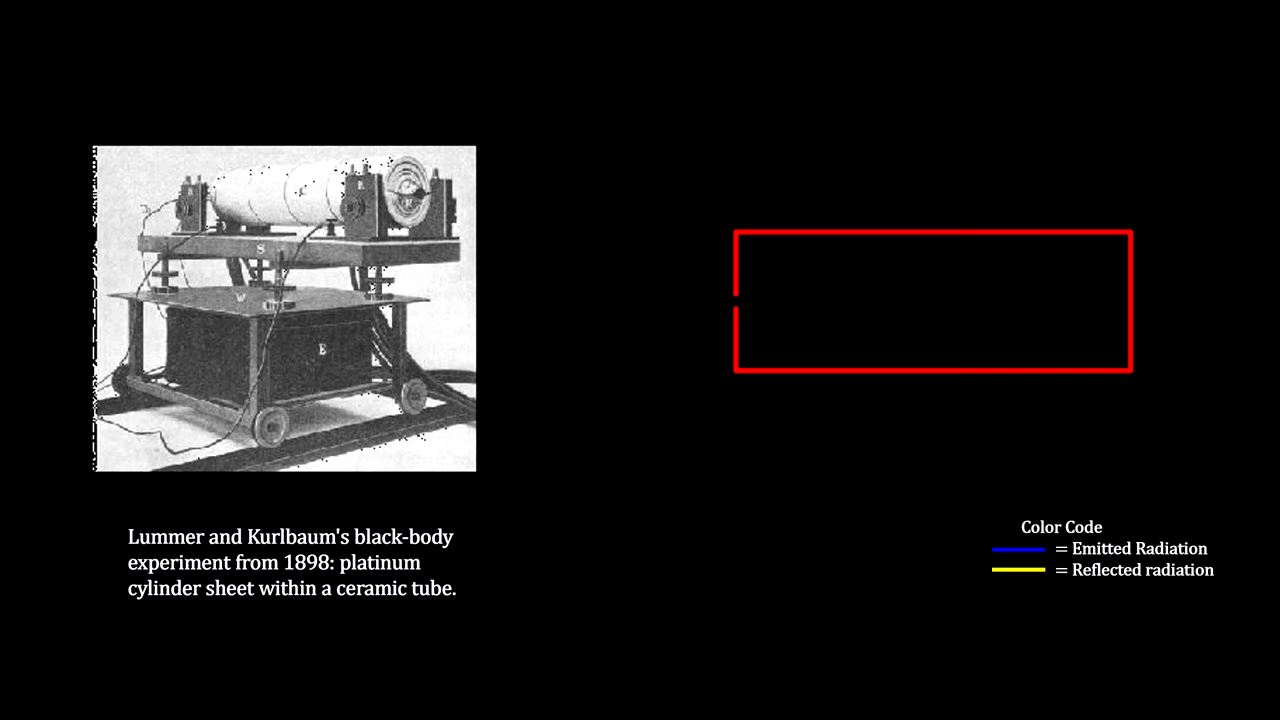 C
R
S
W
E
Lummer and Kurlbaum's black-body
experiment from 1898: platinum
cylinder sheet within a ceramic tube.
Color Code
= Emitted Radiation
= Reflected radiation